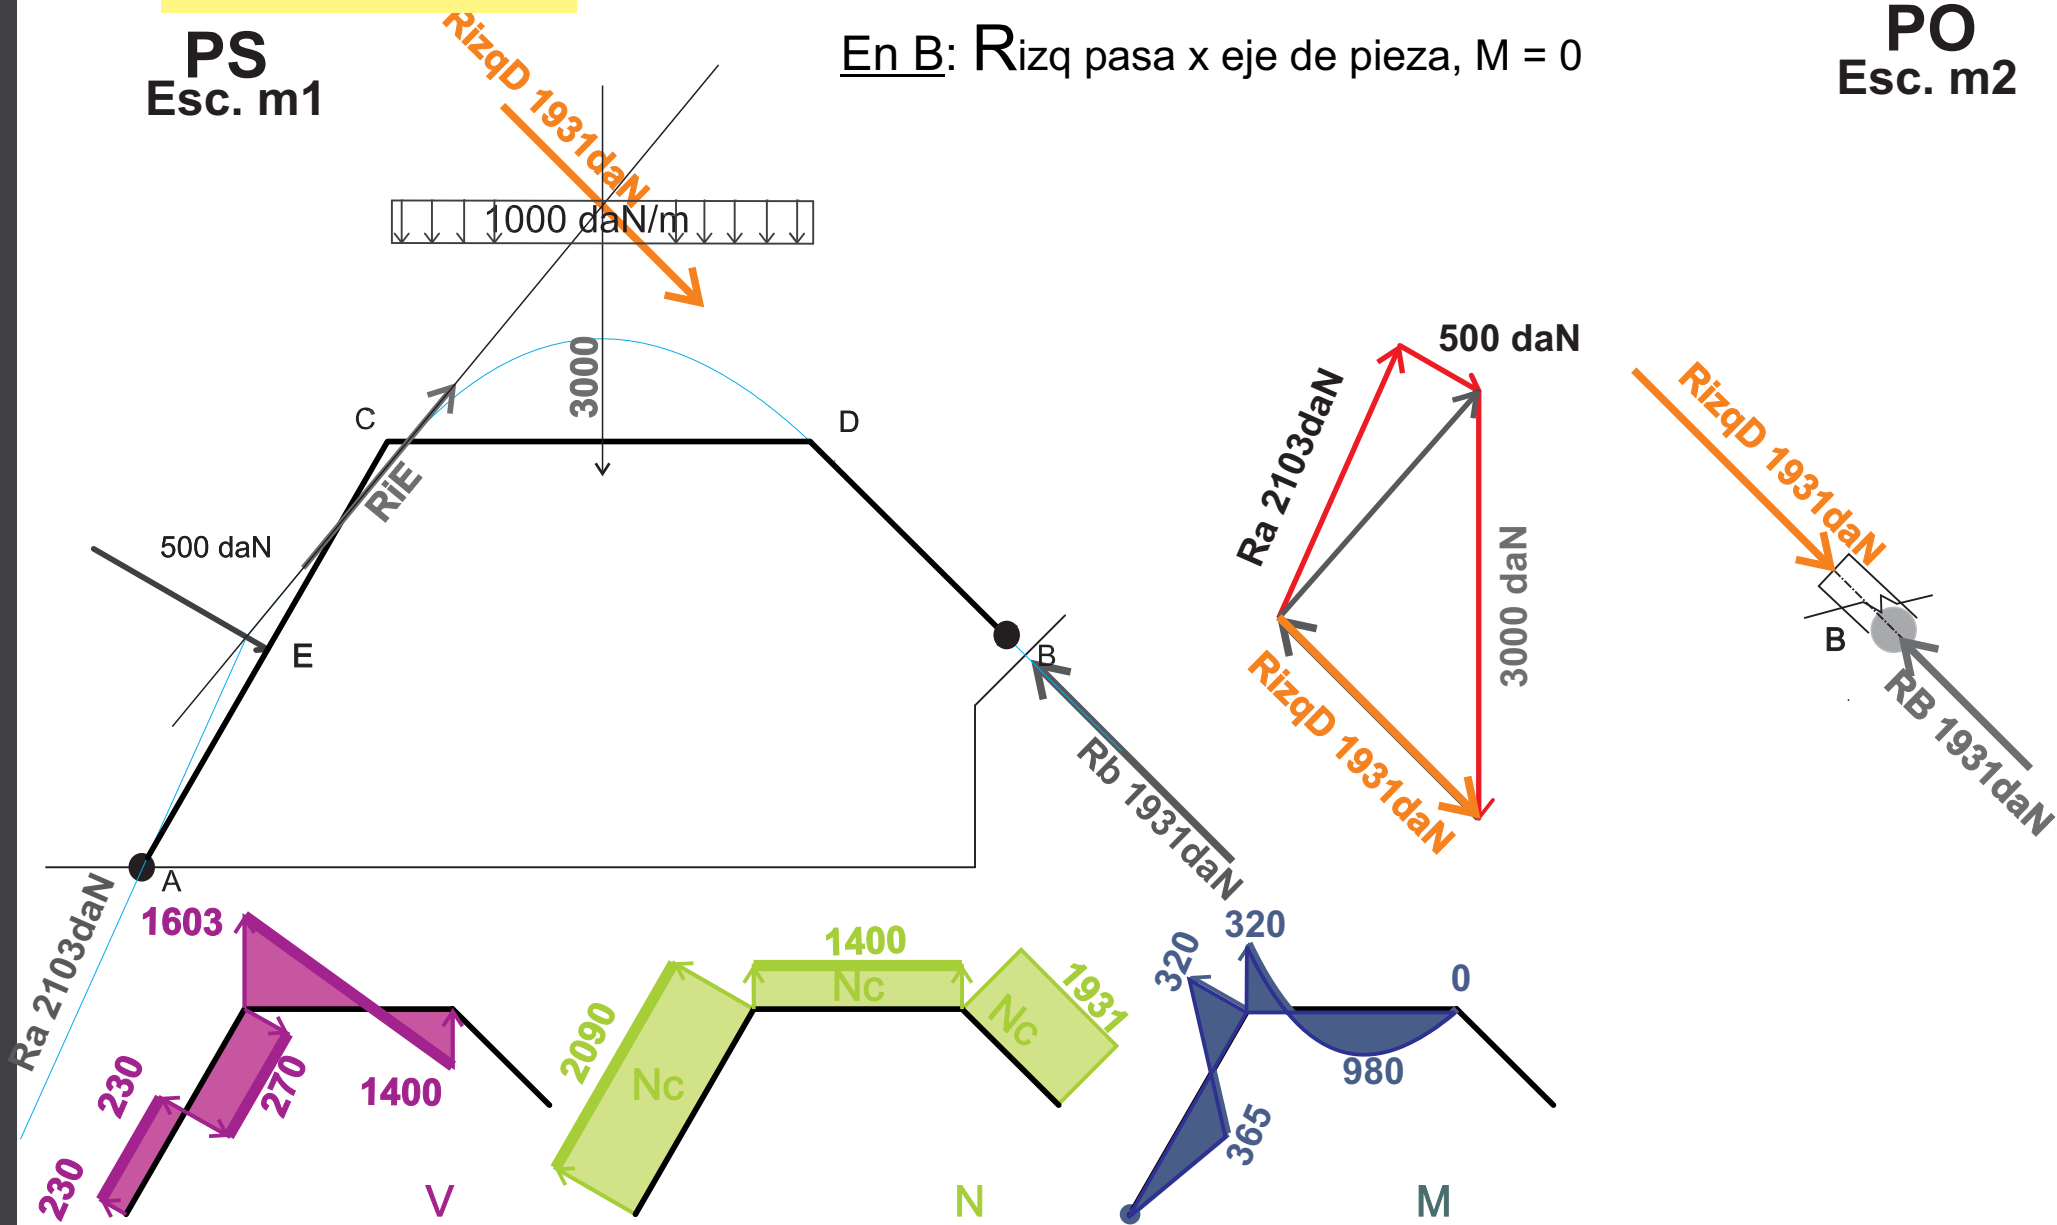 PS
Esc. m1
En B: Rizq pasa x eje de pieza, M = 0
PO
Esc. m2
RizqD 1931daN
1000 daN/m
3000
C
D
RiE
500 daN
E
B
Rb 1931daN
A
Ra 2103daN
500 daN
Ra 2103daN
3000 daN
RizqD 1931daN
RizqD 1931daN
B
RB 1931daN
1603
230
230
270
1400
V
2090
Nc
1400
Nc
1931
Nc
N
320
320
0
980
365
M